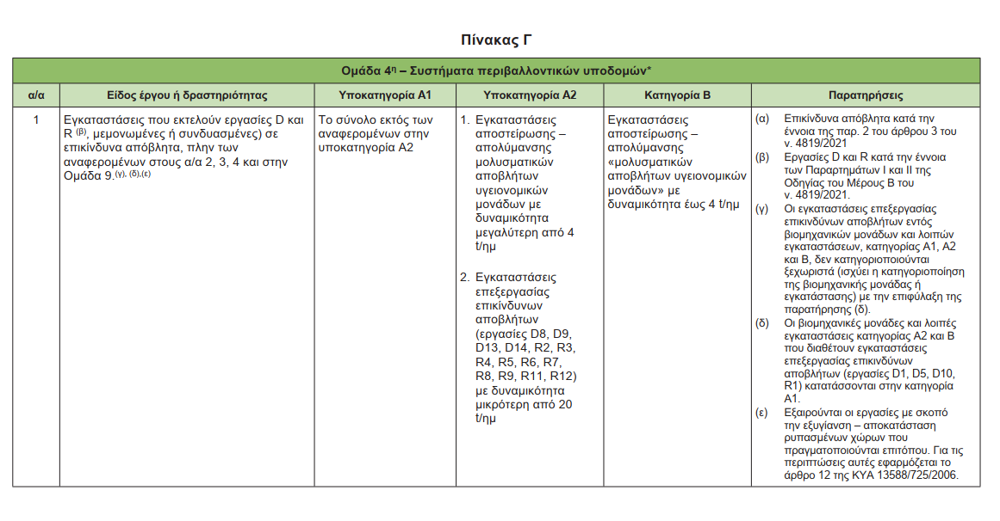 Πίνακας Γ
Ομάδα 4η – Συστήματα περιβαλλοντικών υποδομών*
α/α
Είδος έργου ή δραστηριότητας
Υποκατηγορία Α1
Υποκατηγορία Α2
Κατηγορία Β
Παρατηρήσεις
1
Εγκαταστάσεις που εκτελούν εργασίες D και
R (β), μεμονωμένες ή συνδυασμένες) σε
επικίνδυνα απόβλητα, πλην των
αναφερομένων στους α/α 2, 3, 4 και στην
Ομάδα 9.(γ), (δ),(ε)
Το σύνολο εκτός των
αναφερομένων στην
υποκατηγορία Α2
1. Εγκαταστάσεις
αποστείρωσης –
απολύμανσης
μολυσματικών
αποβλήτων
υγειονομικών
μονάδων με
δυναμικότητα
μεγαλύτερη από 4
t/ημ
2. Εγκαταστάσεις
επεξεργασίας
επικίνδυνων
αποβλήτων
(εργασίες D8, D9,
D13, D14, R2, R3,
R4, R5, R6, R7,
R8, R9, R11, R12)
με δυναμικότητα
μικρότερη από 20
t/ημ
Εγκαταστάσεις
αποστείρωσης –
απολύμανσης
«μολυσματικών
αποβλήτων υγειονομικών
μονάδων» με
δυναμικότητα έως 4 t/ημ
(α) Επικίνδυνα απόβλητα κατά την
έννοια της παρ. 2 του άρθρου 3 του
ν. 4819/2021
(β) Εργασίες D και R κατά την έννοια
των Παραρτημάτων Ι και ΙΙ της
Οδηγίας του Μέρους Β του
ν. 4819/2021.
(γ) Οι εγκαταστάσεις επεξεργασίας
επικινδύνων αποβλήτων εντός
βιομηχανικών μονάδων και λοιπών
εγκαταστάσεων, κατηγορίας Α1, Α2
και Β, δεν κατηγοριοποιούνται
ξεχωριστά (ισχύει η κατηγοριοποίηση
της βιομηχανικής μονάδας ή
εγκατάστασης) με την επιφύλαξη της
παρατήρησης (δ).
(δ) Οι βιομηχανικές μονάδες και λοιπές
εγκαταστάσεις κατηγορίας Α2 και Β
που διαθέτουν εγκαταστάσεις
επεξεργασίας επικινδύνων
αποβλήτων (εργασίες D1, D5, D10,
R1) κατατάσσονται στην κατηγορία
Α1.
(ε) Εξαιρούνται οι εργασίες με σκοπό
την εξυγίανση – αποκατάσταση
ρυπασμένων χώρων που
πραγματοποιούνται επιτόπου. Για τις
περιπτώσεις αυτές εφαρμόζεται το
άρθρο 12 της ΚΥΑ 13588/725/2006.